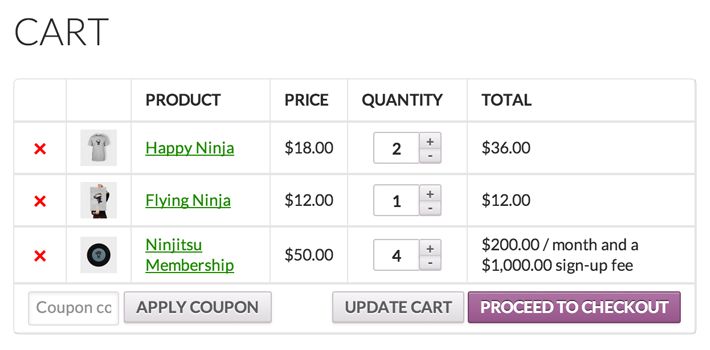 CART
PRODUCT PRICE QUANTITY TOTAL
Happy Ninja $18.00 2 + - $36.00
Flying Ninja $12.00 1 + - $12.00
Ninjitsu Membership $50.00 4 + - $200.00 / month and a
$1,000.00 sign-up fee
Coupon cc APPLY COUPON UPDATE CART PROCEED TO CHECKOUT